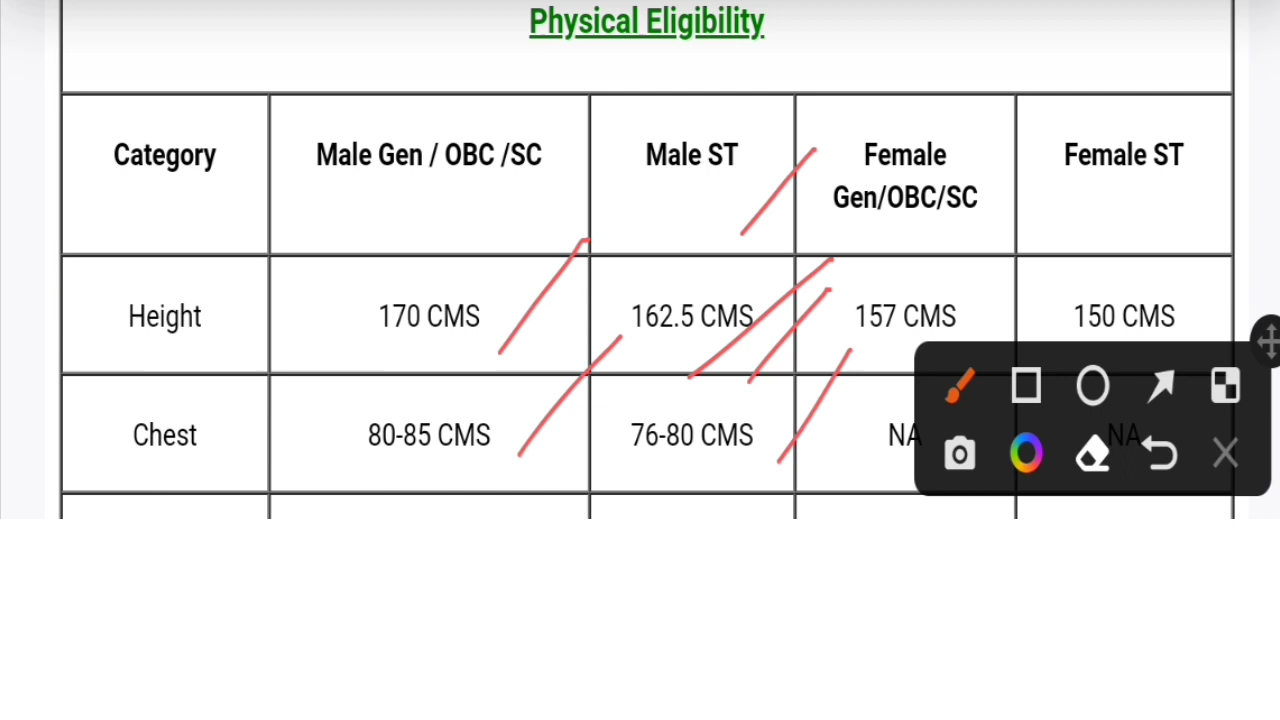 Physical Eligibility
Category Male Gen / OBC /SC Male ST Female Gen/OBC/SC Female ST
Height 170 CMS 162.5 CMS 157 CMS 150 CMS
Chest 80-85 CMS 76-80 CMS NA NA